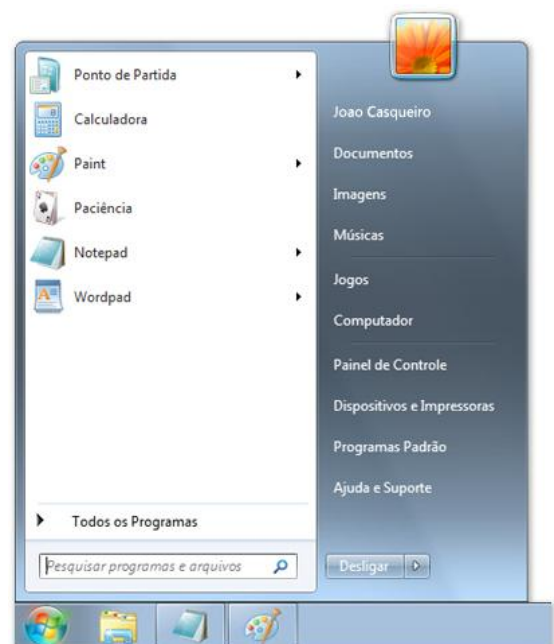 Ponto de Partida
Calculadora
Paint
Paciência
Notepad
Wordpad
Todos os Programas
Pesquisar programas e arquivos
Joao Casqueiro
Documentos
Imagens
Músicas
Jogos
Computador
Painel de Controle
Dispositivos e Impressoras
Programas Padrão
Ajuda e Suporte
Desligar